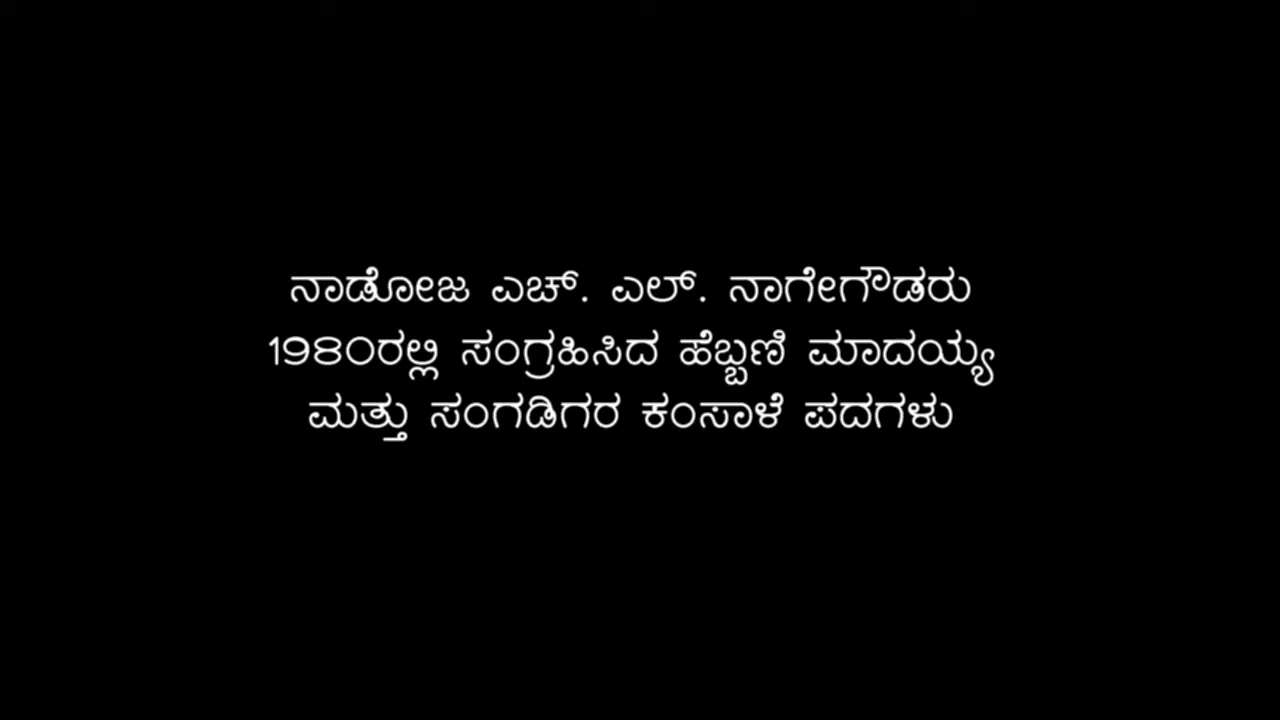 ನಾಡೋಜ ಎಚ್. ಎಲ್. ನಾಗೇಗೌಡರು
1980ರಲ್ಲಿ ಸಂಗ್ರಹಿಸಿದ ಹೆಬ್ಬಣಿ ಮಾದಯ್ಯ
ಮತ್ತು ಸಂಗಡಿಗರ ಕಂಸಾಳೆ ಪದಗಳು